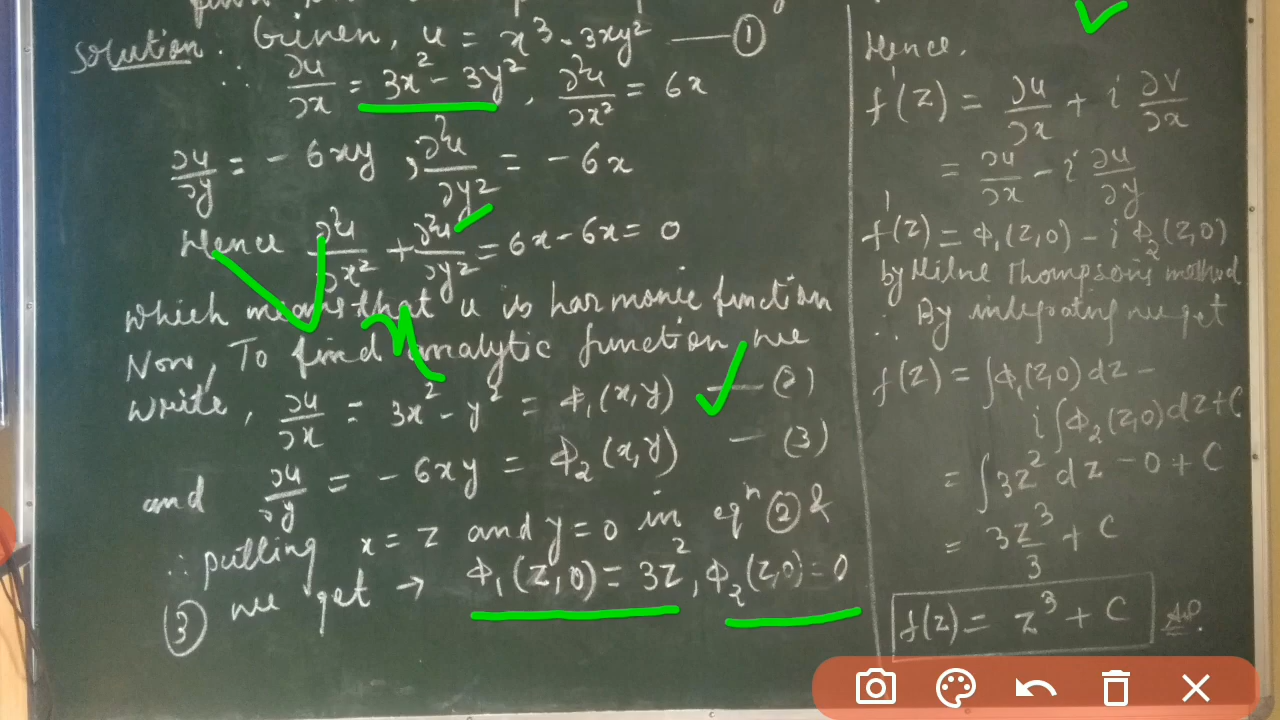 Solution. Given, u = x³ - 3xy² —— ①
∴ ∂u/∂x = 3x² - 3y², ∂²u/∂x² = 6x
∂u/∂y = - 6xy ; ∂²u/∂y² = - 6x
Hence ∂²u/∂x² + ∂²u/∂y² = 6x - 6x = 0
which means that u is harmonic function
Now, To find analytic function, we
write, ∂u/∂x = 3x² - y² = Φ₁(x,y) —— (2)
and ∂u/∂y = - 6xy = Φ₂(x,y) — (3)
∴ putting x = z and y = 0 in eqⁿ ② &
③ we get → Φ₁(z,0) = 3z², Φ₂(z,0) = 0
Hence,
f'(z) = ∂u/∂x + i ∂V/∂x
= ∂u/∂x - i ∂u/∂y
f'(z) = Φ₁(z,0) - i Φ₂(z,0)
by Milne Thompson's method
∴ By integrating we get
f(z) = ∫Φ₁(z,0) dz -
i∫Φ₂(z,0) dz + C
= ∫3z² dz - 0 + C
= 3z³/3 + C
f(z) = z³ + C